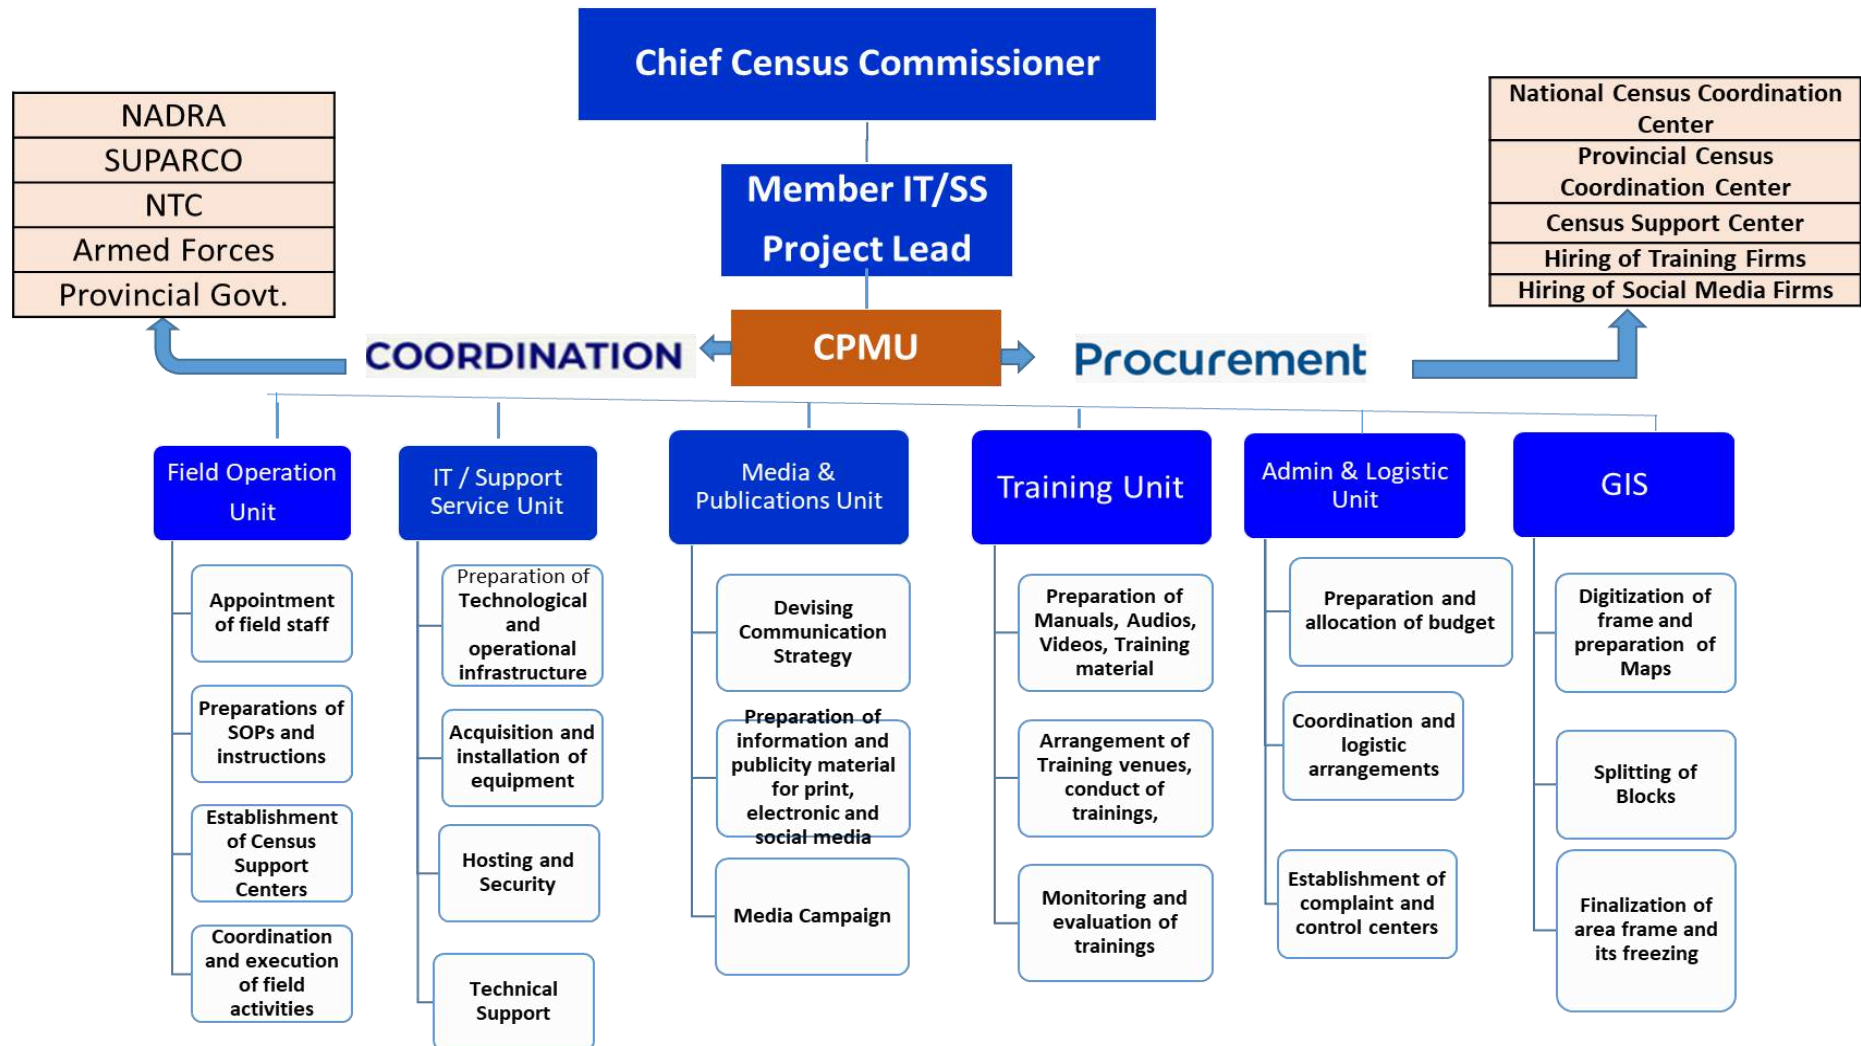 Chief Census Commissioner
NADRA
SUPARCO
NTC
Armed Forces
Provincial Govt.
National Census Coordination
Center
Provincial Census
Coordination Center
Census Support Center
Hiring of Training Firms
Hiring of Social Media Firms
Member IT/SS
Project Lead
COORDINATION
CPMU
Procurement
Field Operation
Unit
Appointment
of field staff
Preparations of
SOPs and
instructions
Establishment
of Census
Support
Centers
Coordination
and execution
of field
activities
IT / Support
Service Unit
Preparation of
Technological
and
operational
infrastructure
Acquisition and
installation of
equipment
Hosting and
Security
Technical
Support
Media &
Publications Unit
Devising
Communication
Strategy
Preparation of
information and
publicity material
for print,
electronic and
social media
Media Campaign
Training Unit
Preparation of
Manuals, Audios,
Videos, Training
material
Arrangement of
Training venues,
conduct of
trainings,
Monitoring and
evaluation of
trainings
Admin & Logistic
Unit
Preparation and
allocation of budget
Coordination and
logistic
arrangements
Establishment of
complaint and
control centers
GIS
Digitization of
frame and
preparation of
Maps
Splitting of
Blocks
Finalization of
area frame and
its freezing